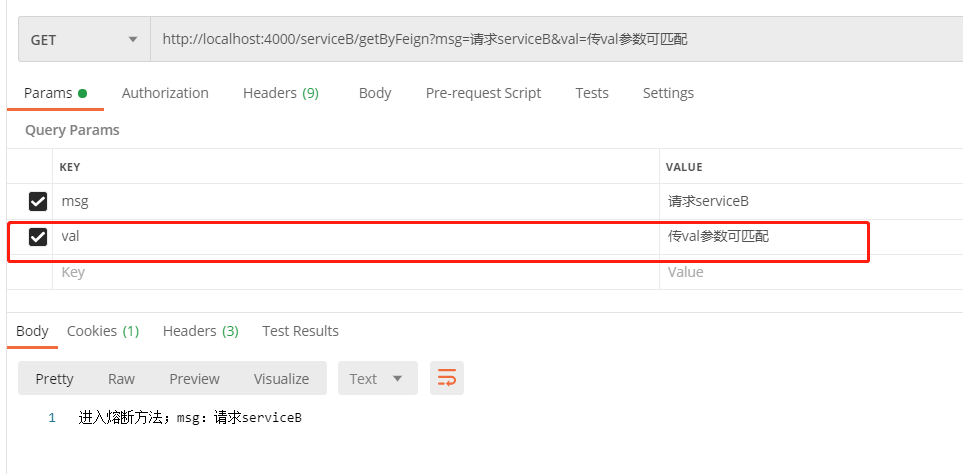 GET http://localhost:4000/serviceB/getByFeign?msg=请求serviceB&val=传val参数可匹配
Params Authorization Headers (9) Body Pre-request Script Tests Settings
Query Params
KEY VALUE
msg 请求serviceB
val 传val参数可匹配
Key Value
Body Cookies (1) Headers (3) Test Results
Pretty Raw Preview Visualize Text
1 进入熔断方法；msg：请求serviceB